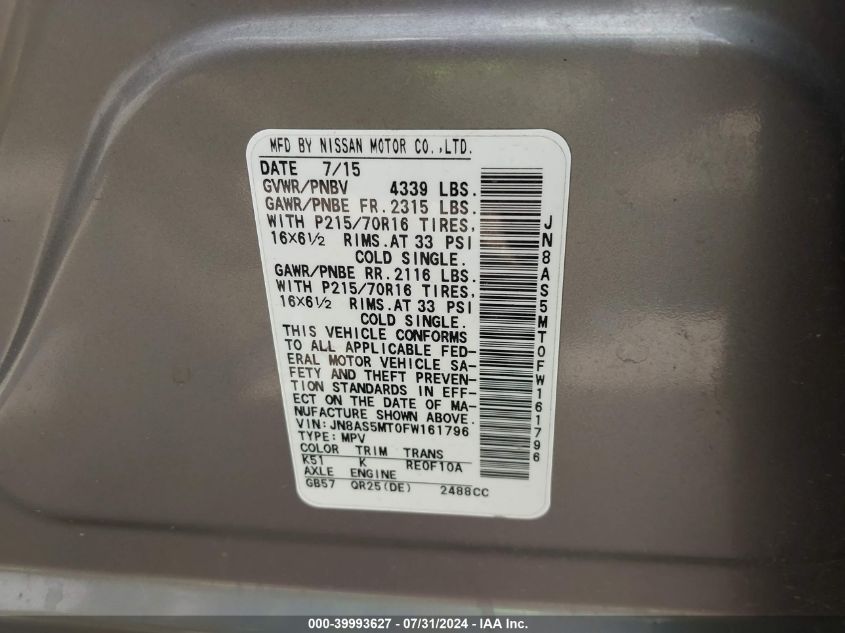 MFD BY NISSAN MOTOR CO.,LTD.
DATE 7/15
GVWR/PNBV 4339 LBS.
GAWR/PNBE FR. 2315 LBS.
WITH P215/70R16 TIRES,
16X6½ RIMS.AT 33 PSI
COLD SINGLE.
GAWR/PNBE RR. 2116 LBS.
WITH P215/70R16 TIRES,
16X6½ RIMS.AT 33 PSI
COLD SINGLE.
THIS VEHICLE CONFORMS
TO ALL APPLICABLE FED-
ERAL MOTOR VEHICLE SA-
FETY AND THEFT PREVEN-
TION STANDARDS IN EFF-
ECT ON THE DATE OF MA-
NUFACTURE SHOWN ABOVE.
VIN: JN8AS5MT0FW161796
TYPE: MPV
COLOR TRIM TRANS
K51 K RE0F10A
AXLE ENGINE
GB57 QR25(DE) 2488CC
JN8AS5MT0FW161796
000-39993627 - 07/31/2024 - IAA Inc.